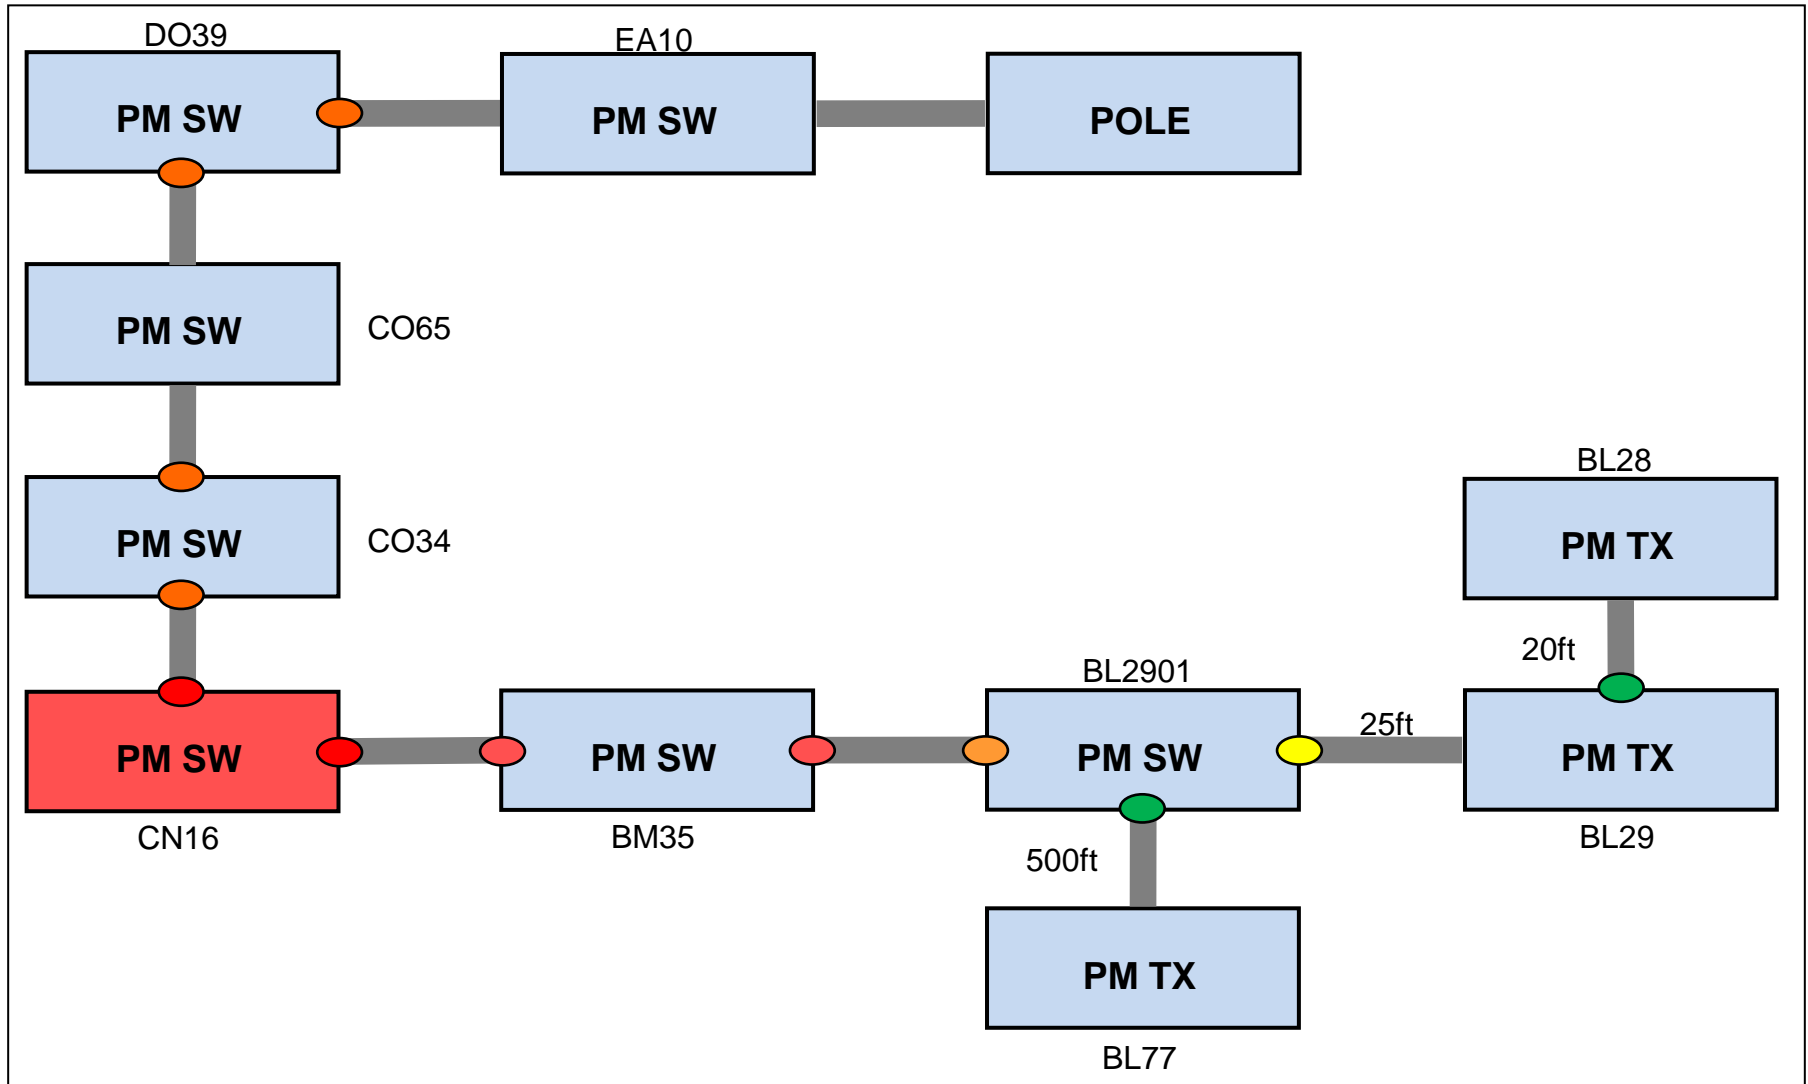 DO39
EA10
PM SW
PM SW
POLE
PM SW
CO65
PM SW
CO34
BL28
PM TX
20ft
BL2901
25ft
PM SW
PM SW
PM SW
PM TX
CN16
BM35
BL29
500ft
PM TX
BL77